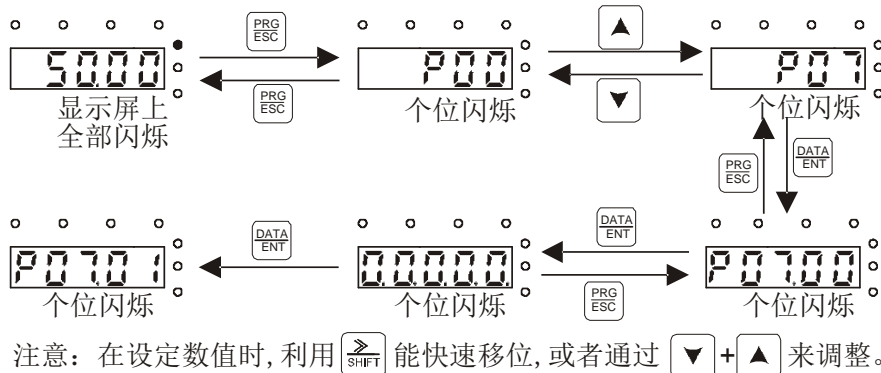 PRG
ESC
50.00
P00
P07
PRG
ESC
显示屏上
全部闪烁
个位闪烁
个位闪烁
PRG
ESC
DATA
ENT
DATA
ENT
DATA
ENT
P07.01
0.0.0.0.
P07.00
PRG
ESC
个位闪烁
个位闪烁
个位闪烁
注意：在设定数值时,利用 SHIFT 能快速移位,或者通过 ▼+▲ 来调整。